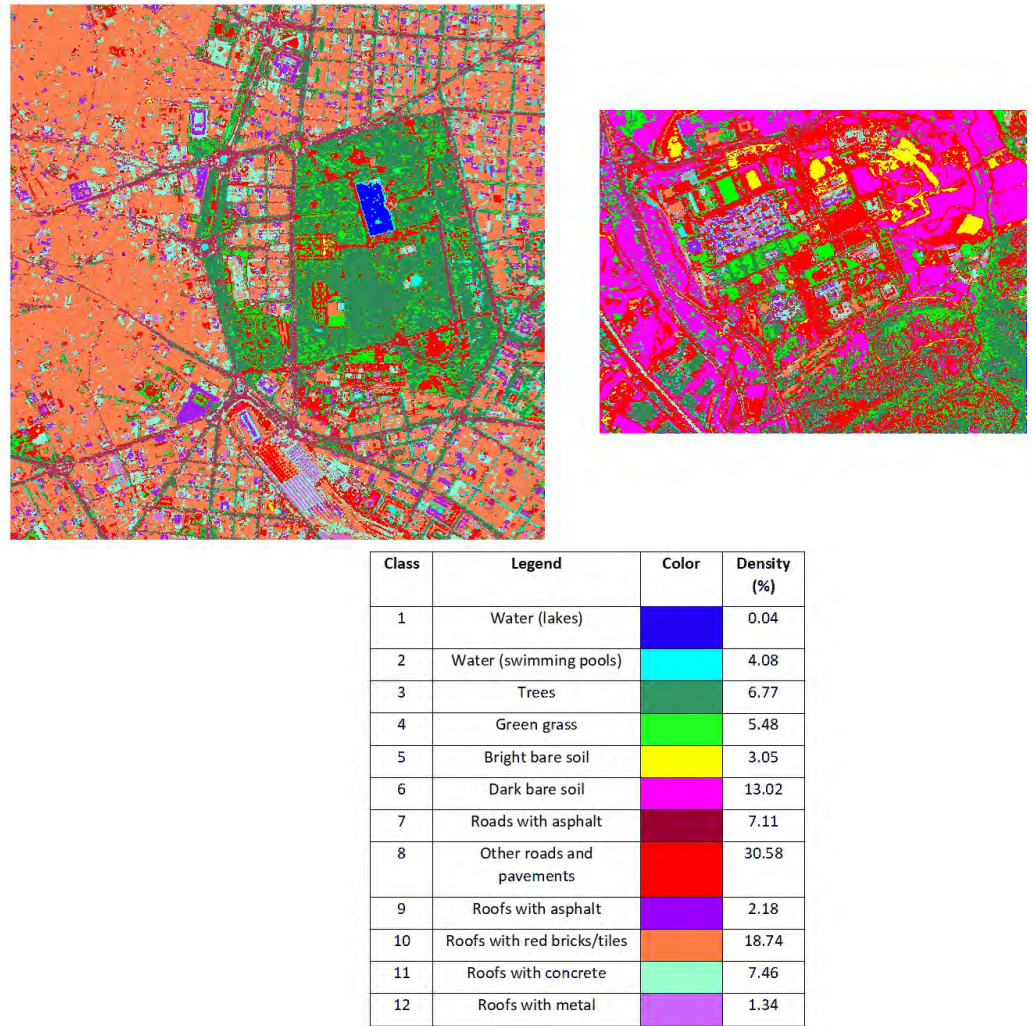 Class Legend Color Density
(%)
1 Water (lakes) 0.04
2 Water (swimming pools) 4.08
3 Trees 6.77
4 Green grass 5.48
5 Bright bare soil 3.05
6 Dark bare soil 13.02
7 Roads with asphalt 7.11
8 Other roads and 30.58
pavements
9 Roofs with asphalt 2.18
10 Roofs with red bricks/tiles 18.74
11 Roofs with concrete 7.46
12 Roofs with metal 1.34